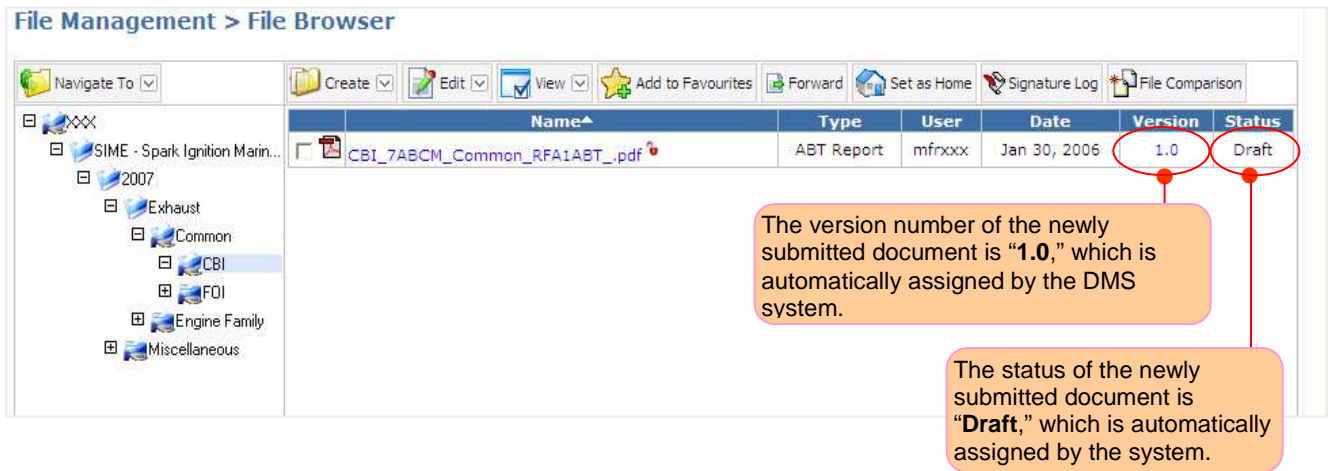 File Management > File Browser
Navigate To
Create Edit View Add to Favourites Forward Set as Home Signature Log File Comparison
XXX
SIME - Spark Ignition Marin...
2007
Exhaust
Common
CBI
FOI
Engine Family
Miscellaneous
Name Type User Date Version Status
CBI_7ABCM_Common_RFA1ABT_.pdf ABT Report mfrxxx Jan 30, 2006 1.0 Draft
The version number of the newly
submitted document is “1.0,” which is
automatically assigned by the DMS
system.
The status of the newly
submitted document is
“Draft,” which is automatically
assigned by the system.